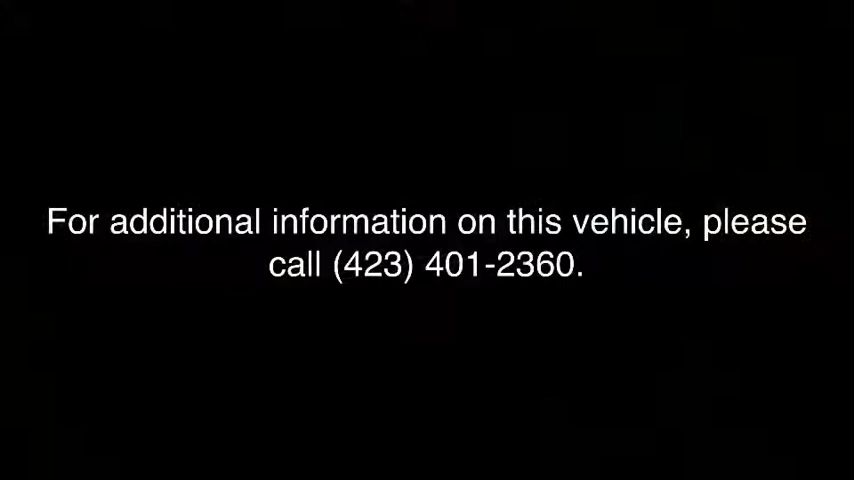 For additional information on this vehicle, please
call (423) 401-2360.